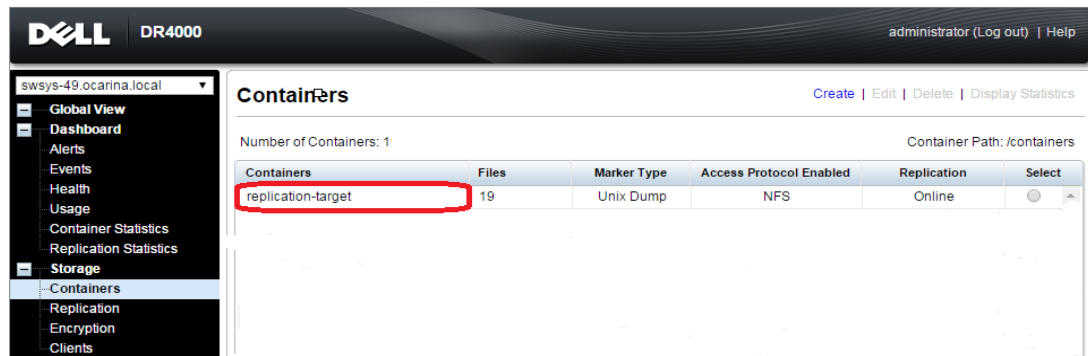 DELL DR4000 administrator (Log out) | Help
swsys-49.ocarina.local
Global View
Dashboard
Alerts
Events
Health
Usage
Container Statistics
Replication Statistics
Storage
Containers
Replication
Encryption
Clients
Containers
Create | Edit | Delete | Display Statistics
Number of Containers: 1
Container Path: /containers
Containers Files Marker Type Access Protocol Enabled Replication Select
replication-target 19 Unix Dump NFS Online